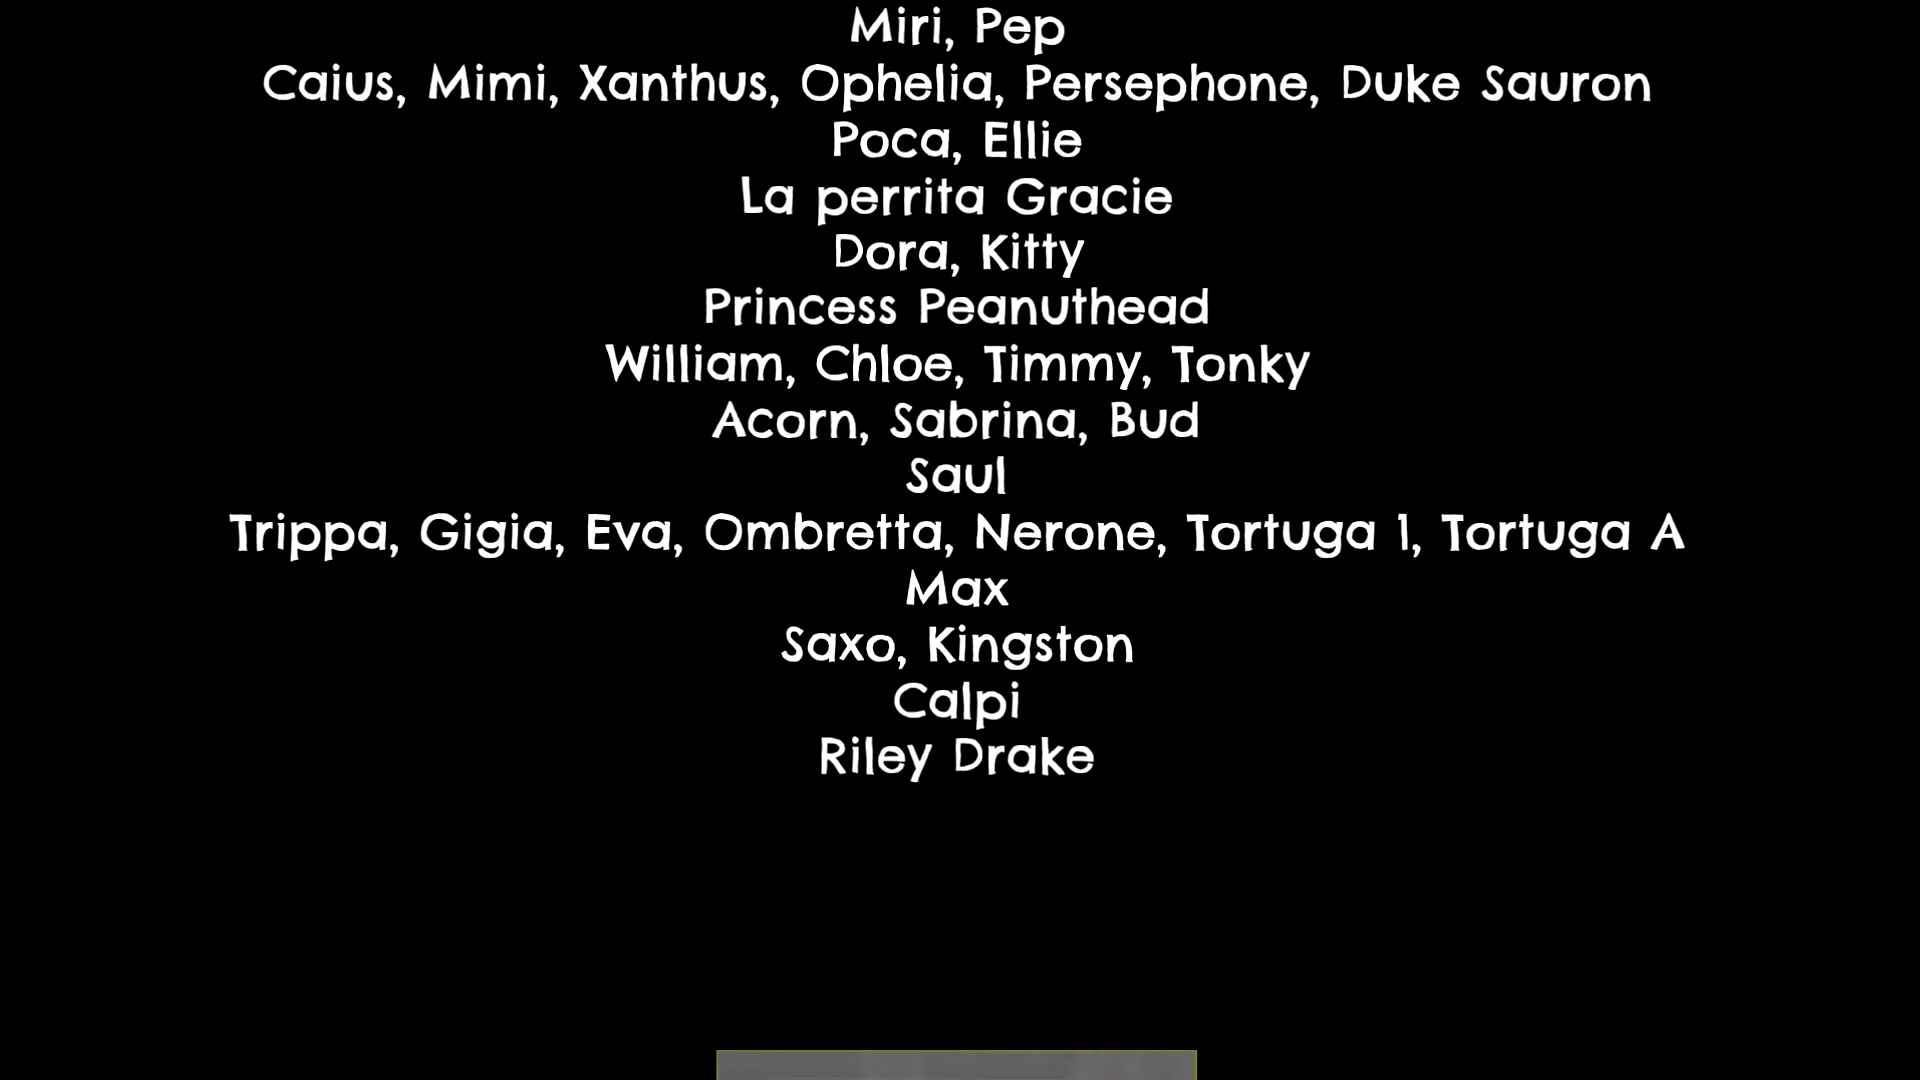 Miri, Pep
Caius, Mimi, Xanthus, Ophelia, Persephone, Duke Sauron
Poca, Ellie
La perrita Gracie
Dora, Kitty
Princess Peanuthead
William, Chloe, Timmy, Tonky
Acorn, Sabrina, Bud
Saul
Trippa, Gigia, Eva, Ombretta, Nerone, Tortuga 1, Tortuga A
Max
Saxo, Kingston
Calpi
Riley Drake